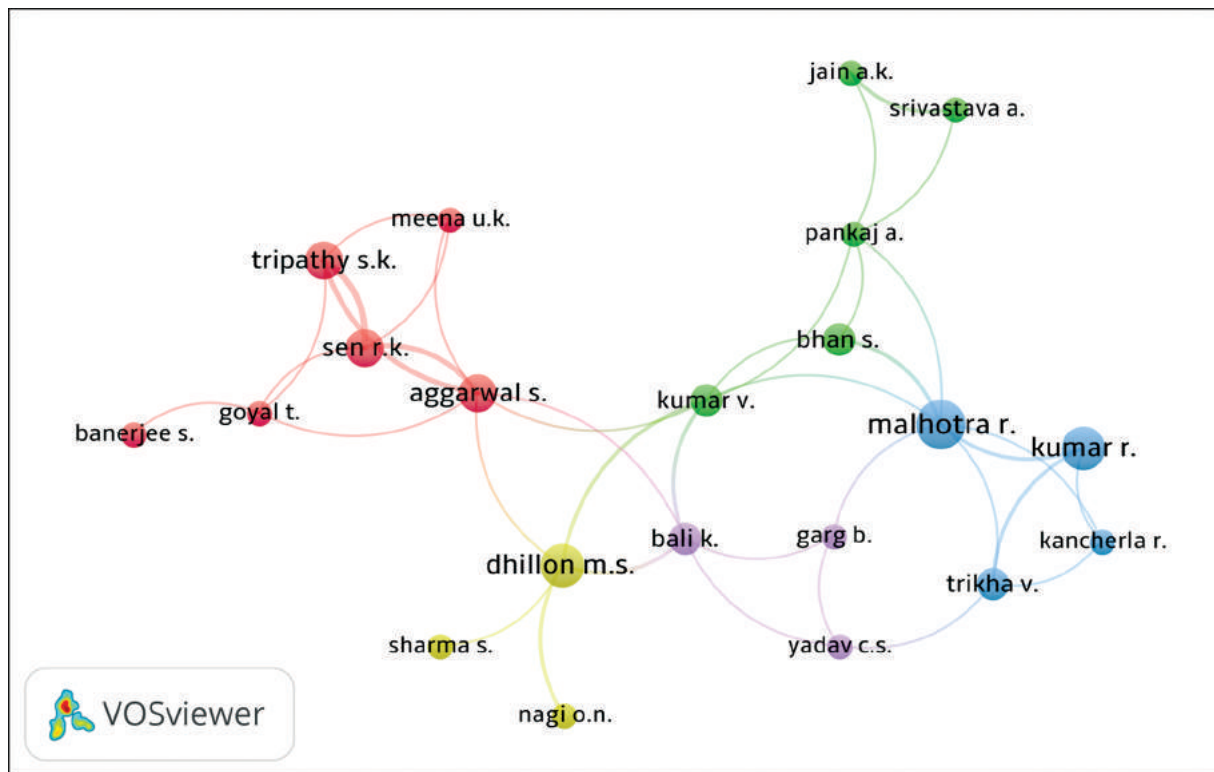 jain a.k.
srivastava a.
meena u.k.
pankaj a.
tripathy s.k.
bhan s.
sen r.k.
aggarwal s.
kumar v.
goyal t.
malhotra r.
banerjee s.
kumar r.
bali k.
garg b.
kancherla r.
dhillon m.s.
trikha v.
sharma s.
yadav c.s.
nagi o.n.
VOSviewer